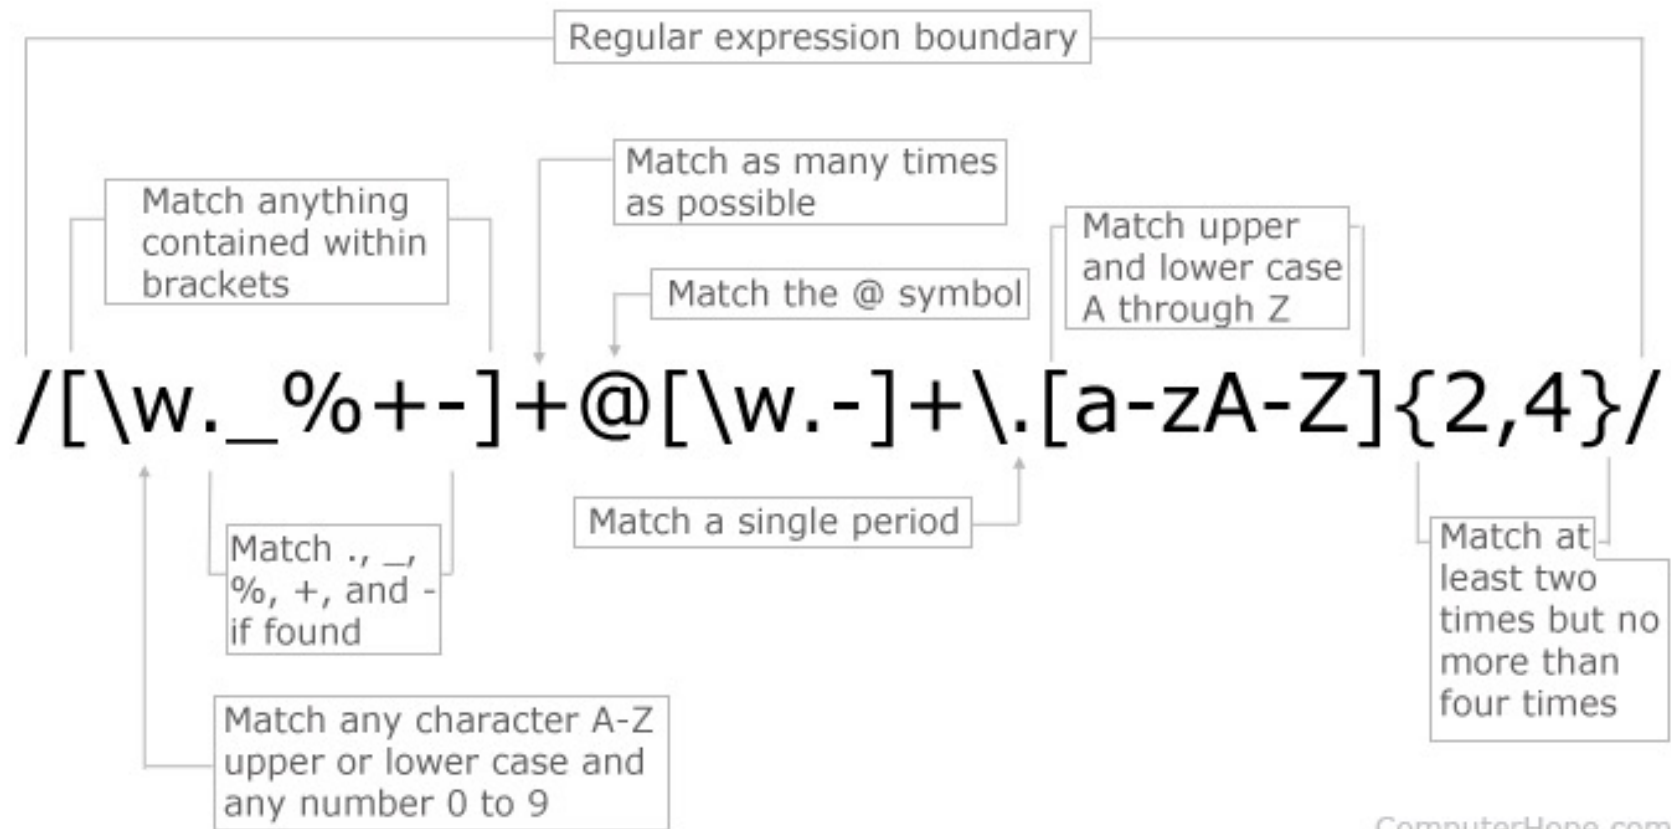 Regular expression boundary
Match as many times
as possible
Match anything
contained within
brackets
Match upper
and lower case
A through Z
Match the @ symbol
/[\w._%+-]+@[\w.-]+\.[a-zA-Z]{2,4}/
Match a single period
Match ., _,
%, +, and -
if found
Match at
least two
times but no
more than
four times
Match any character A-Z
upper or lower case and
any number 0 to 9
ComputerHope.com